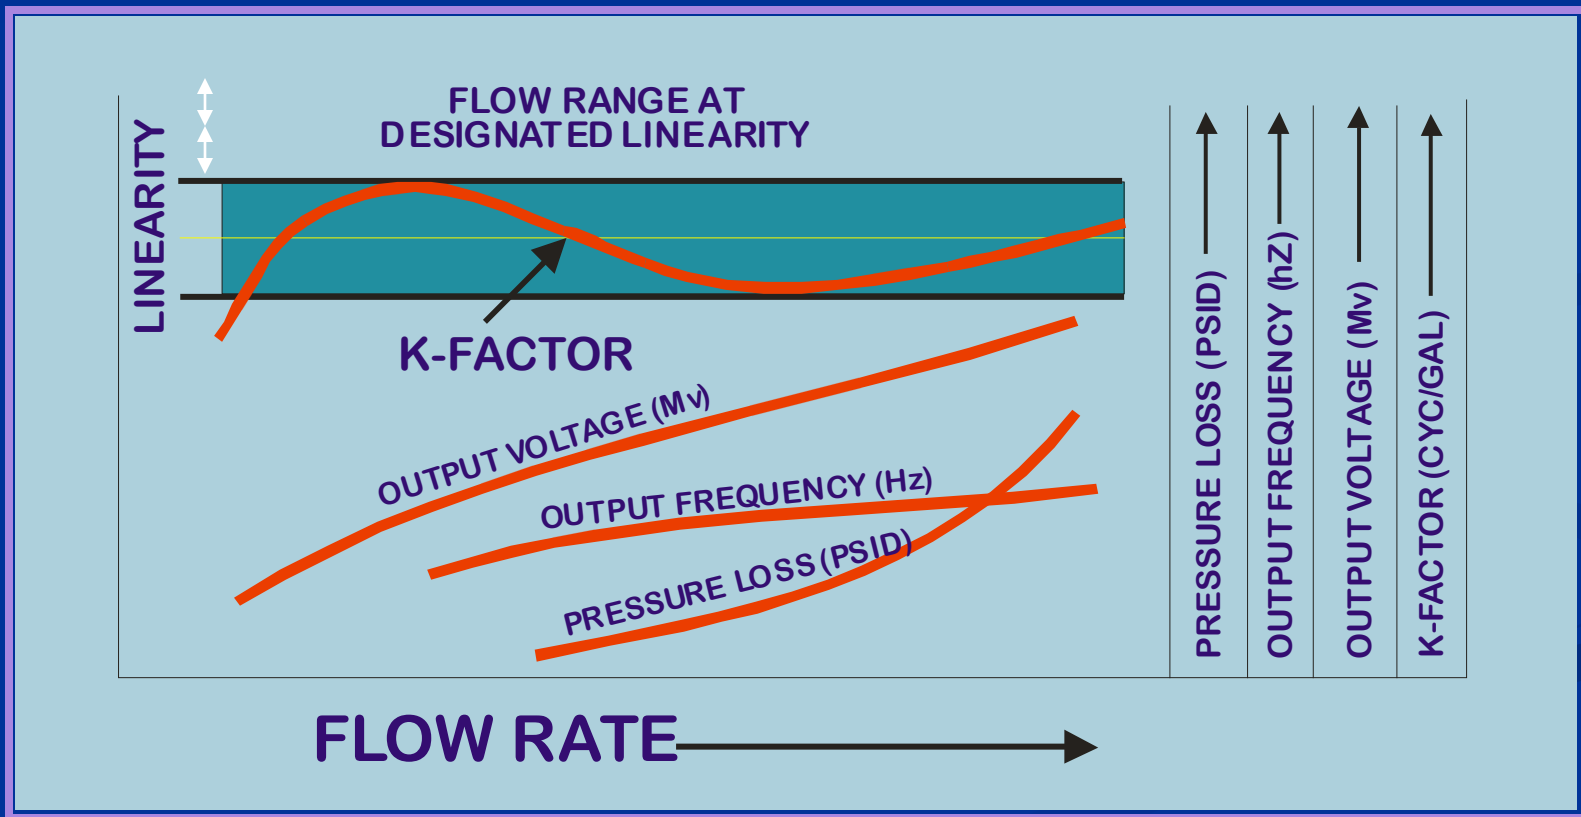 FLOW RANGE AT
DESIGNATED LINEARITY
LINEARITY
K-FACTOR
OUTPUT VOLTAGE (Mv)
OUTPUT FREQUENCY (Hz)
PRESSURE LOSS (PSID)
FLOW RATE
PRESSURE LOSS (PSID)
OUTPUT FREQUENCY (hZ)
OUTPUT VOLTAGE (Mv)
K-FACTOR (CYC/GAL)